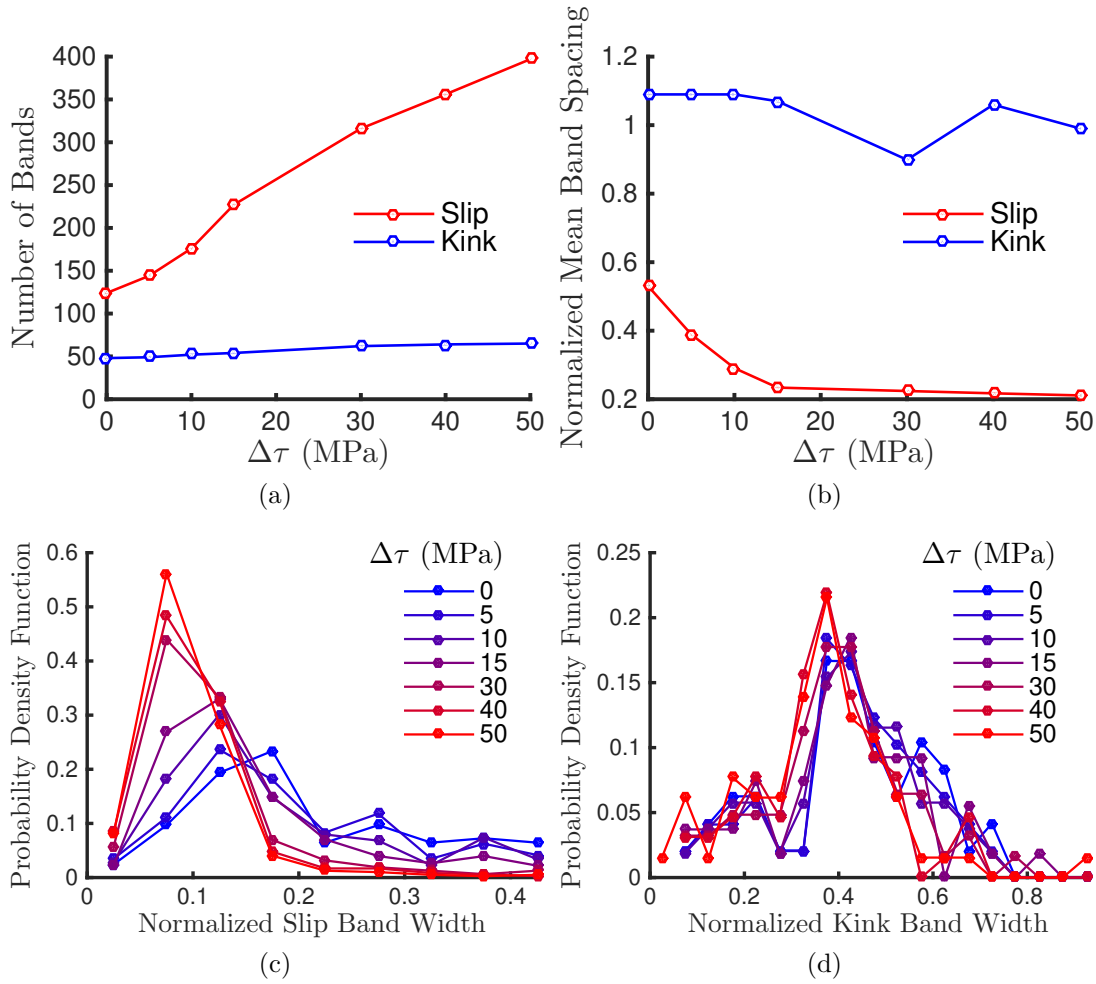 400
350
300
250
200
150
100
50
0
Number of Bands
Slip
Kink
0 10 20 30 40 50
Δτ (MPa)
(a)
1.2
1
0.8
0.6
0.4
0.2
Normalized Mean Band Spacing
Slip
Kink
0 10 20 30 40 50
Δτ (MPa)
(b)
0.6
0.5
0.4
0.3
0.2
0.1
0
Probability Density Function
Δτ (MPa)
0
5
10
15
30
40
50
0.1 0.2 0.3 0.4
Normalized Slip Band Width
(c)
0.25
0.2
0.15
0.1
0.05
0
Probability Density Function
Δτ (MPa)
0
5
10
15
30
40
50
0 0.2 0.4 0.6 0.8
Normalized Kink Band Width
(d)